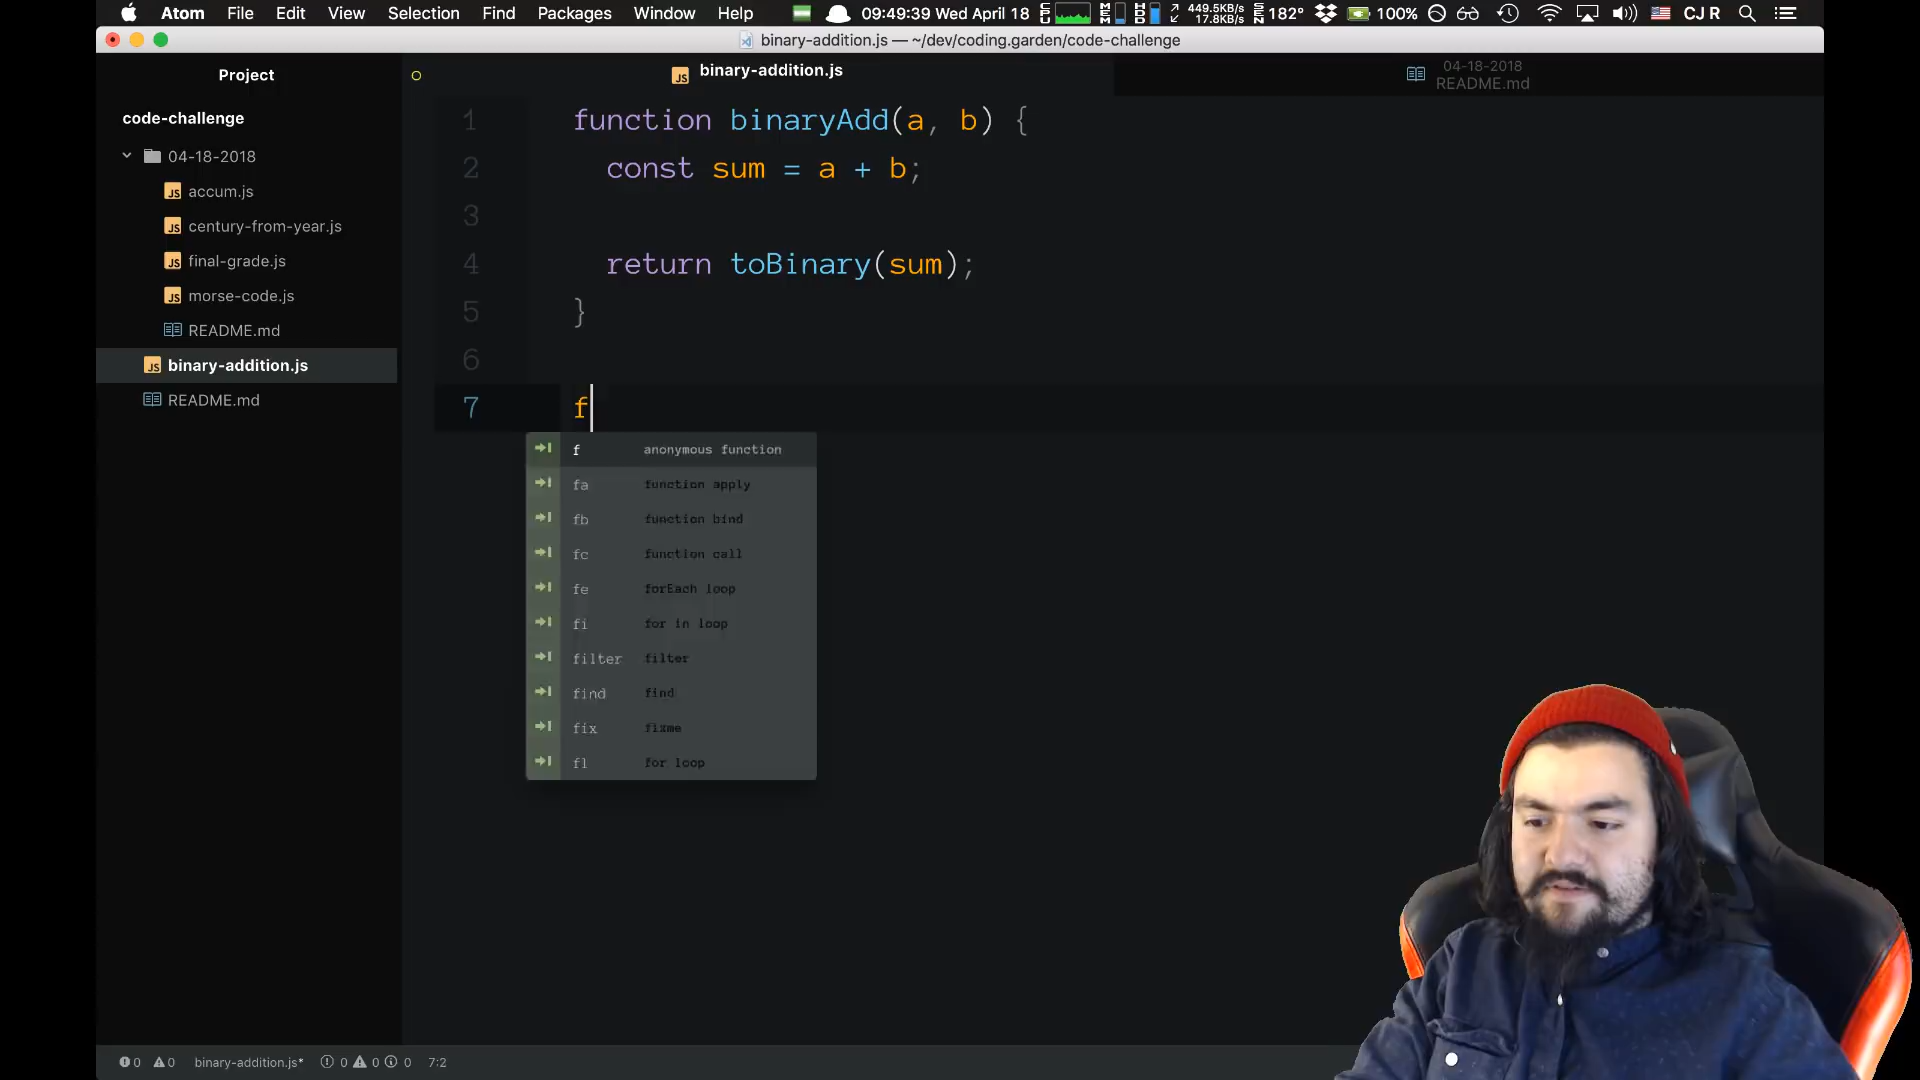 Atom File Edit View Selection Find Packages Window Help 09:49:39 Wed April 18 449.5KB/s 17.8KB/s 182° 100% CJ R
binary-addition.js — ~/dev/coding.garden/code-challenge
Project
binary-addition.js
04-18-2018
README.md
code-challenge
04-18-2018
accum.js
century-from-year.js
final-grade.js
morse-code.js
README.md
binary-addition.js
README.md
1 function binaryAdd(a, b) {
2 const sum = a + b;
3
4 return toBinary(sum);
5 }
6
7 f
f anonymous function
fa function apply
fb function bind
fc function call
fe forEach loop
fi for in loop
filter filter
find find
fix fixme
fl for loop
0 0 binary-addition.js* 0 0 0 7:2